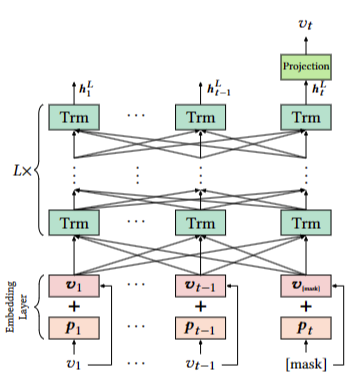 v_t
Projection
h_1^L h_{t-1}^L h_t^L
Trm ... Trm Trm
L×
Trm ... Trm Trm
Embedding
Layer
v_1 ... v_{t-1} v_{[mask]}
+ + +
p_1 ... p_{t-1} p_t
v_1 ... v_{t-1} [mask]